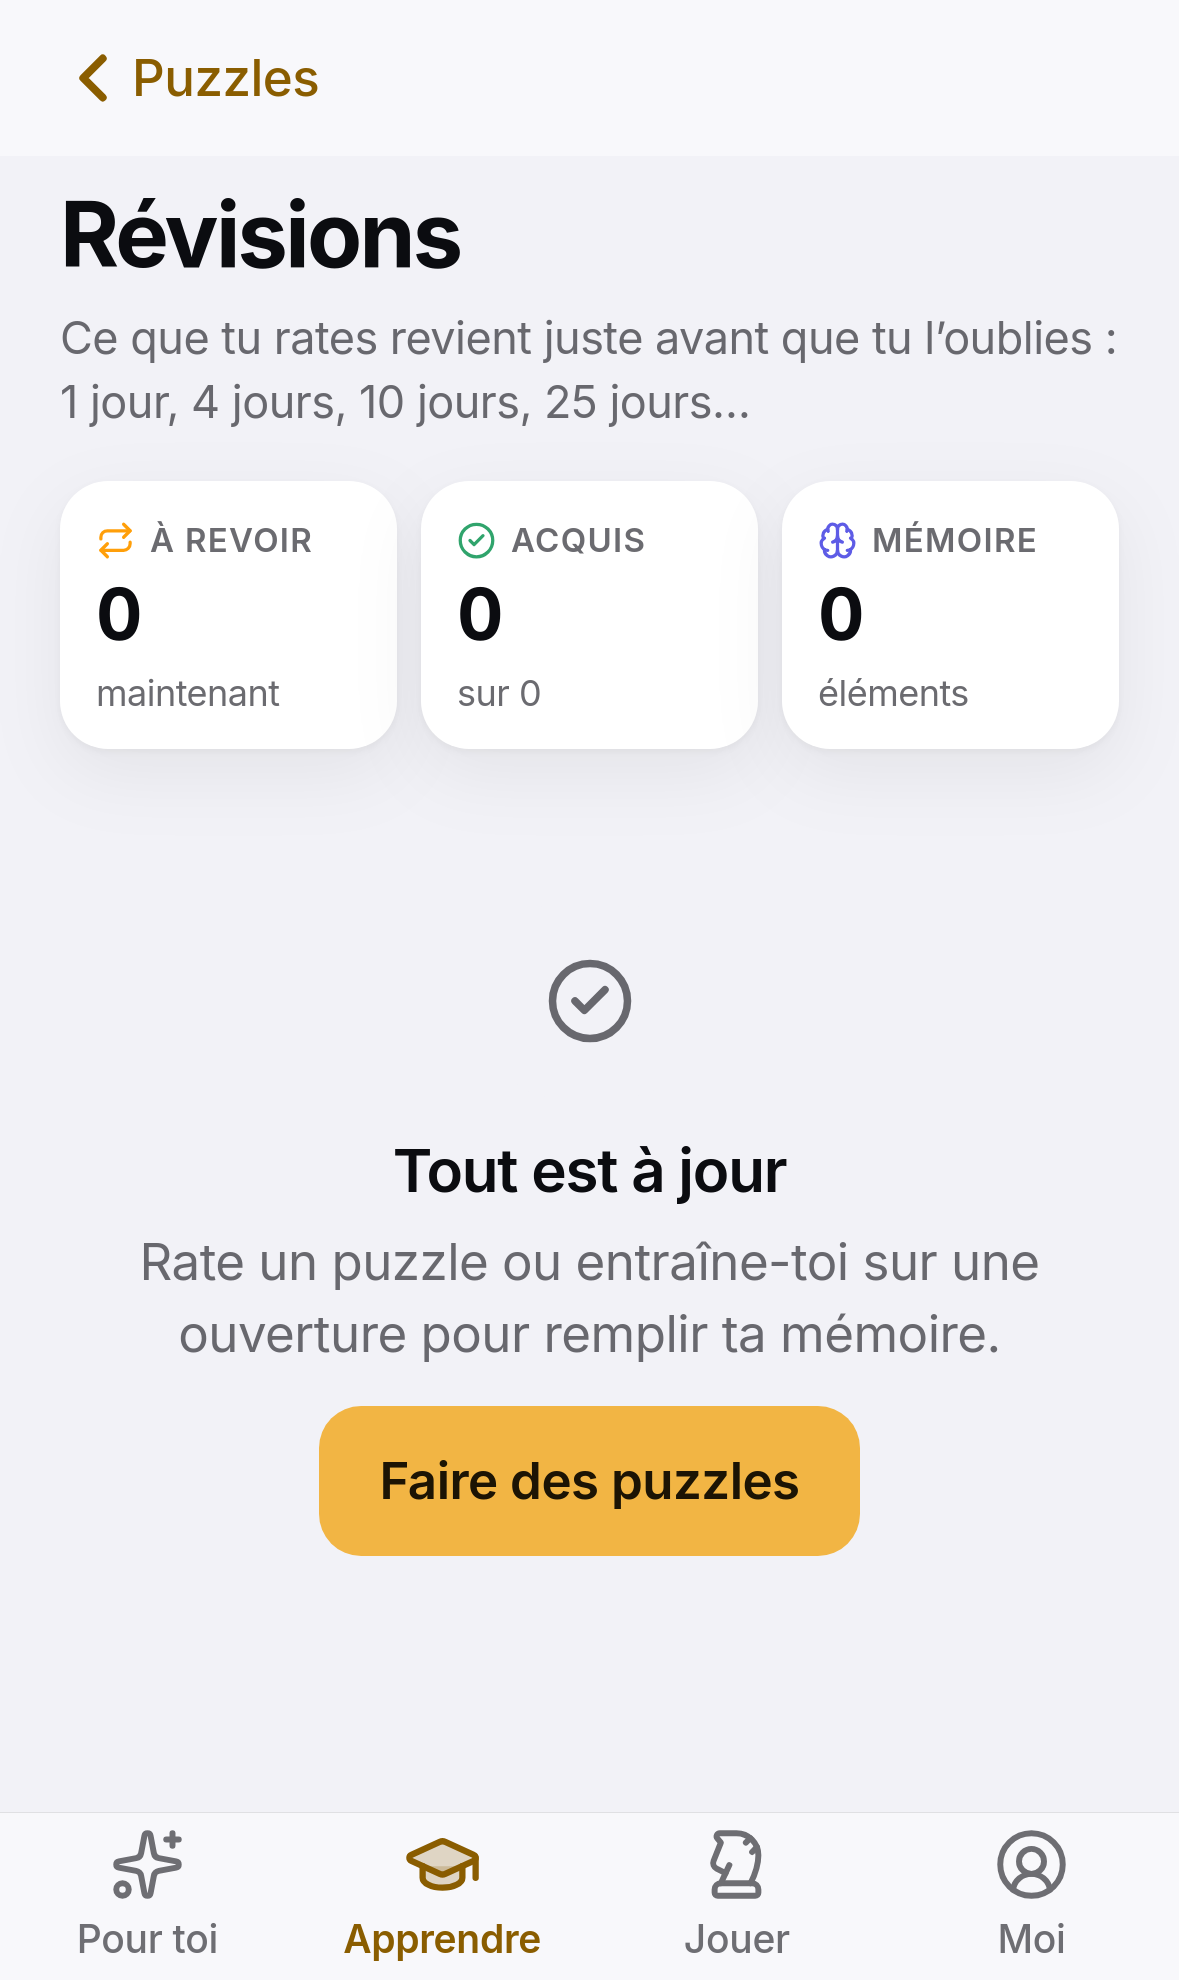 Puzzles
Révisions
Ce que tu rates revient juste avant que tu l’oublies :
1 jour, 4 jours, 10 jours, 25 jours…
À REVOIR
0
maintenant
ACQUIS
0
sur 0
MÉMOIRE
0
éléments
Tout est à jour
Rate un puzzle ou entraîne-toi sur une
ouverture pour remplir ta mémoire.
Faire des puzzles
Pour toi
Apprendre
Jouer
Moi